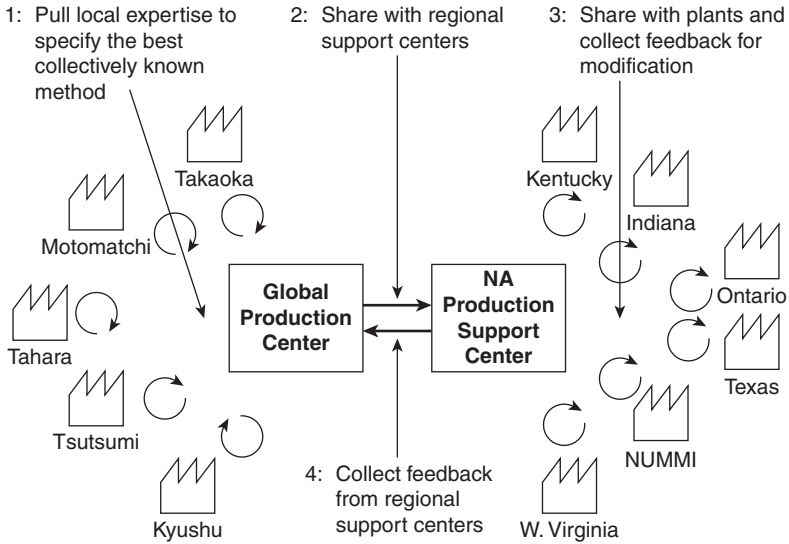 1: Pull local expertise to
specify the best
collectively known
method
2: Share with regional
support centers
3: Share with plants and
collect feedback for
modification
Takaoka
Motomatchi
Tahara
Tsutsumi
Kyushu
Global
Production
Center
NA
Production
Support
Center
Kentucky
Indiana
Ontario
Texas
NUMMI
W. Virginia
4: Collect feedback
from regional
support centers